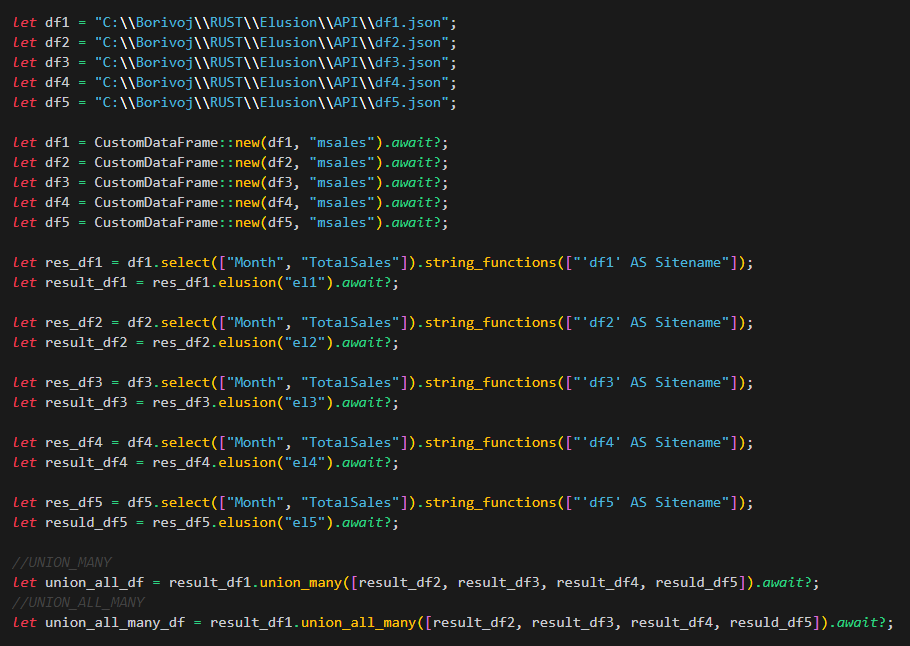 let df1 = "C:\\Borivoj\\RUST\\Elusion\\API\\df1.json";
let df2 = "C:\\Borivoj\\RUST\\Elusion\\API\\df2.json";
let df3 = "C:\\Borivoj\\RUST\\Elusion\\API\\df3.json";
let df4 = "C:\\Borivoj\\RUST\\Elusion\\API\\df4.json";
let df5 = "C:\\Borivoj\\RUST\\Elusion\\API\\df5.json";
let df1 = CustomDataFrame::new(df1, "msales").await?;
let df2 = CustomDataFrame::new(df2, "msales").await?;
let df3 = CustomDataFrame::new(df3, "msales").await?;
let df4 = CustomDataFrame::new(df4, "msales").await?;
let df5 = CustomDataFrame::new(df5, "msales").await?;
let res_df1 = df1.select(["Month", "TotalSales"]).string_functions(["'df1' AS Sitename"]);
let result_df1 = res_df1.elusion("el1").await?;
let res_df2 = df2.select(["Month", "TotalSales"]).string_functions(["'df2' AS Sitename"]);
let result_df2 = res_df2.elusion("el2").await?;
let res_df3 = df3.select(["Month", "TotalSales"]).string_functions(["'df3' AS Sitename"]);
let result_df3 = res_df3.elusion("el3").await?;
let res_df4 = df4.select(["Month", "TotalSales"]).string_functions(["'df4' AS Sitename"]);
let result_df4 = res_df4.elusion("el4").await?;
let res_df5 = df5.select(["Month", "TotalSales"]).string_functions(["'df5' AS Sitename"]);
let resuld_df5 = res_df5.elusion("el5").await?;
//UNION_MANY
let union_all_df = result_df1.union_many([result_df2, result_df3, result_df4, resuld_df5]).await?;
//UNION_ALL_MANY
let union_all_many_df = result_df1.union_all_many([result_df2, result_df3, result_df4, resuld_df5]).await?;